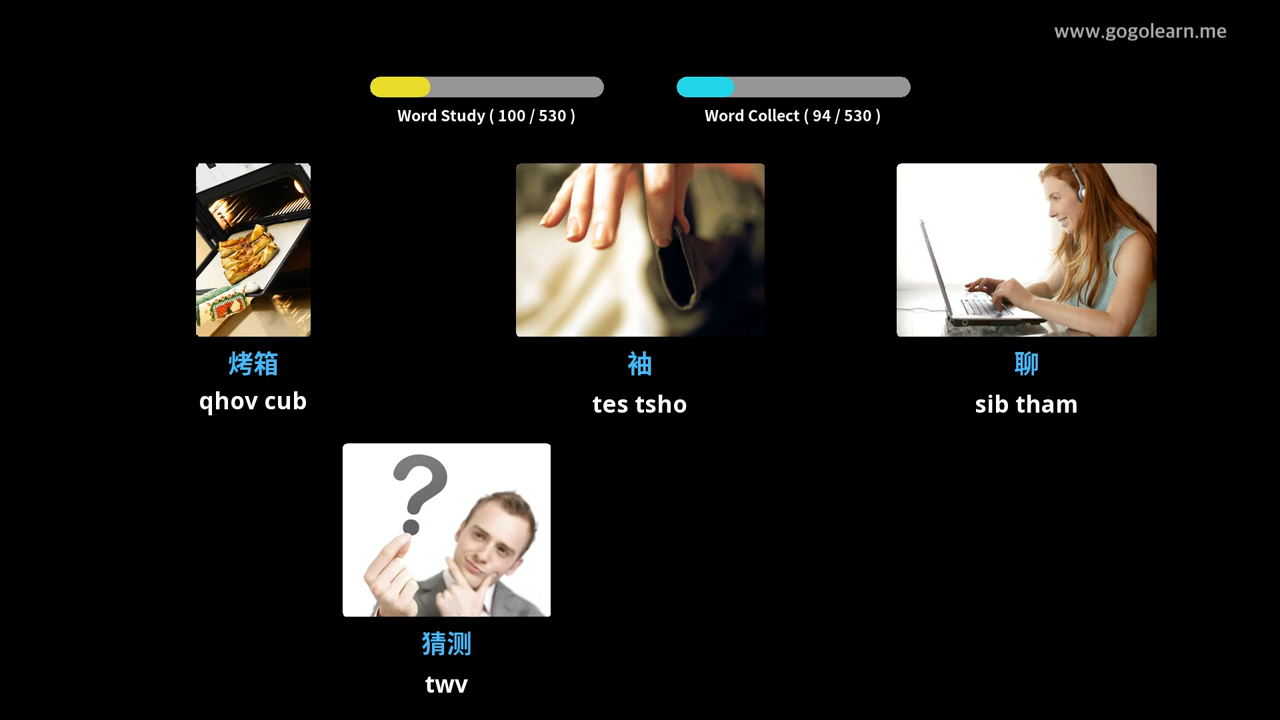 www.gogolearn.me
Word Study ( 100 / 530 )
Word Collect ( 94 / 530 )
烤箱
qhov cub
袖
tes tsho
聊
sib tham
猜测
twv